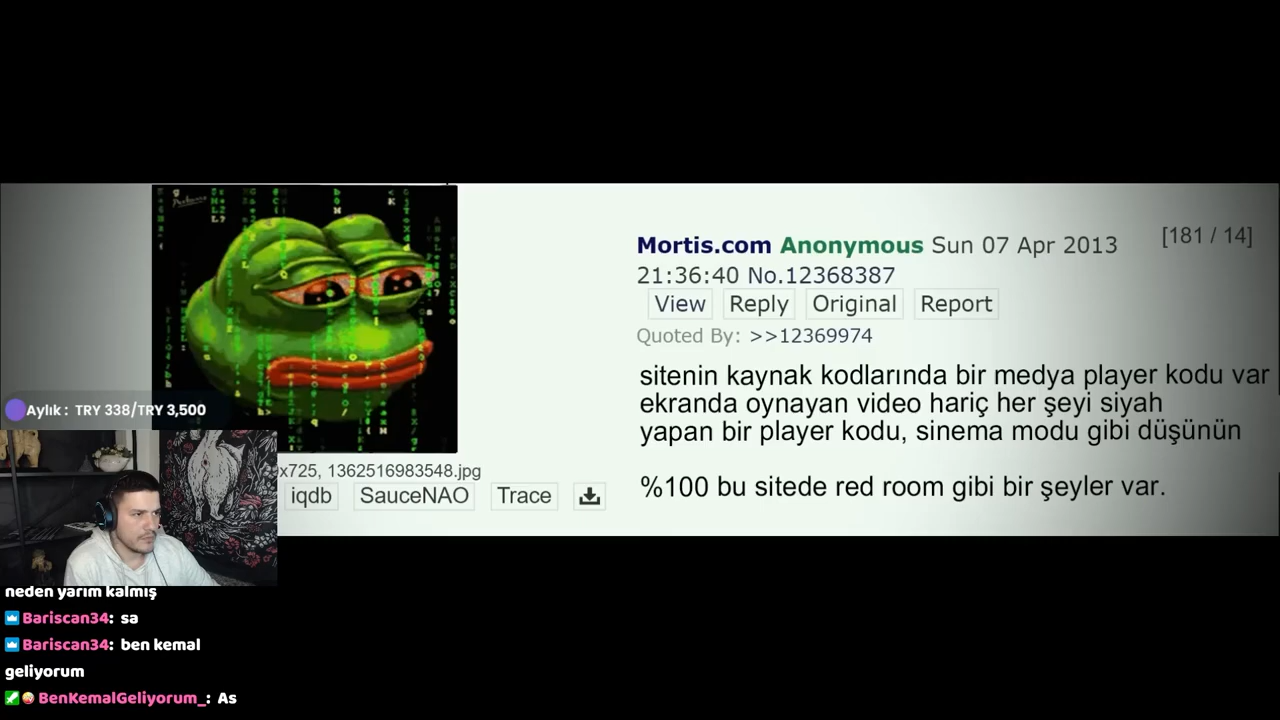 Mortis.com Anonymous Sun 07 Apr 2013
[181 / 14]
21:36:40 No.12368387
View Reply Original Report
Quoted By: >>12369974
sitenin kaynak kodlarında bir medya player kodu var
ekranda oynayan video hariç her şeyi siyah
yapan bir player kodu, sinema modu gibi düşünün
%100 bu sitede red room gibi bir şeyler var.
x725, 1362516983548.jpg
iqdb SauceNAO Trace
Aylık : TRY 338/TRY 3,500
neden yarım kalmış
Bariscan34: sa
Bariscan34: ben kemal
geliyorum
BenKemalGeliyorum_: As